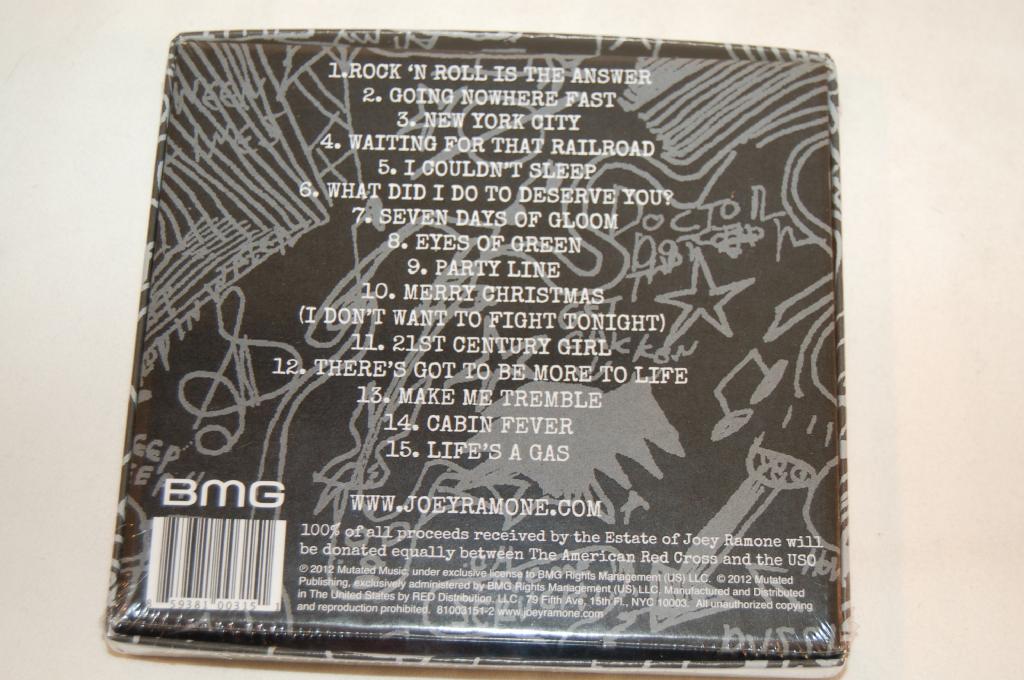 1.ROCK 'N ROLL IS THE ANSWER
2. GOING NOWHERE FAST
3. NEW YORK CITY
4. WAITING FOR THAT RAILROAD
5. I COULDN'T SLEEP
6. WHAT DID I DO TO DESERVE YOU?
7. SEVEN DAYS OF GLOOM
8. EYES OF GREEN
9. PARTY LINE
10. MERRY CHRISTMAS
(I DON'T WANT TO FIGHT TONIGHT)
11. 21ST CENTURY GIRL
12. THERE'S GOT TO BE MORE TO LIFE
13. MAKE ME TREMBLE
14. CABIN FEVER
15. LIFE'S A GAS
BMG
WWW.JOEYRAMONE.COM
100% of all proceeds received by the Estate of Joey Ramone will
be donated equally between The American Red Cross and the USO
℗ 2012 Mutated Music, under exclusive license to BMG Rights Management (US) LLC. © 2012 Mutated
Publishing, exclusively administered by BMG Rights Management (US) LLC. Manufactured and Distributed
in The United States by RED Distribution, LLC. 79 Fifth Ave, 15th Fl., NYC 10003. All unauthorized copying
and reproduction prohibited. 81003151-2 www.joeyramone.com
59381 00315 1
DOCTOR